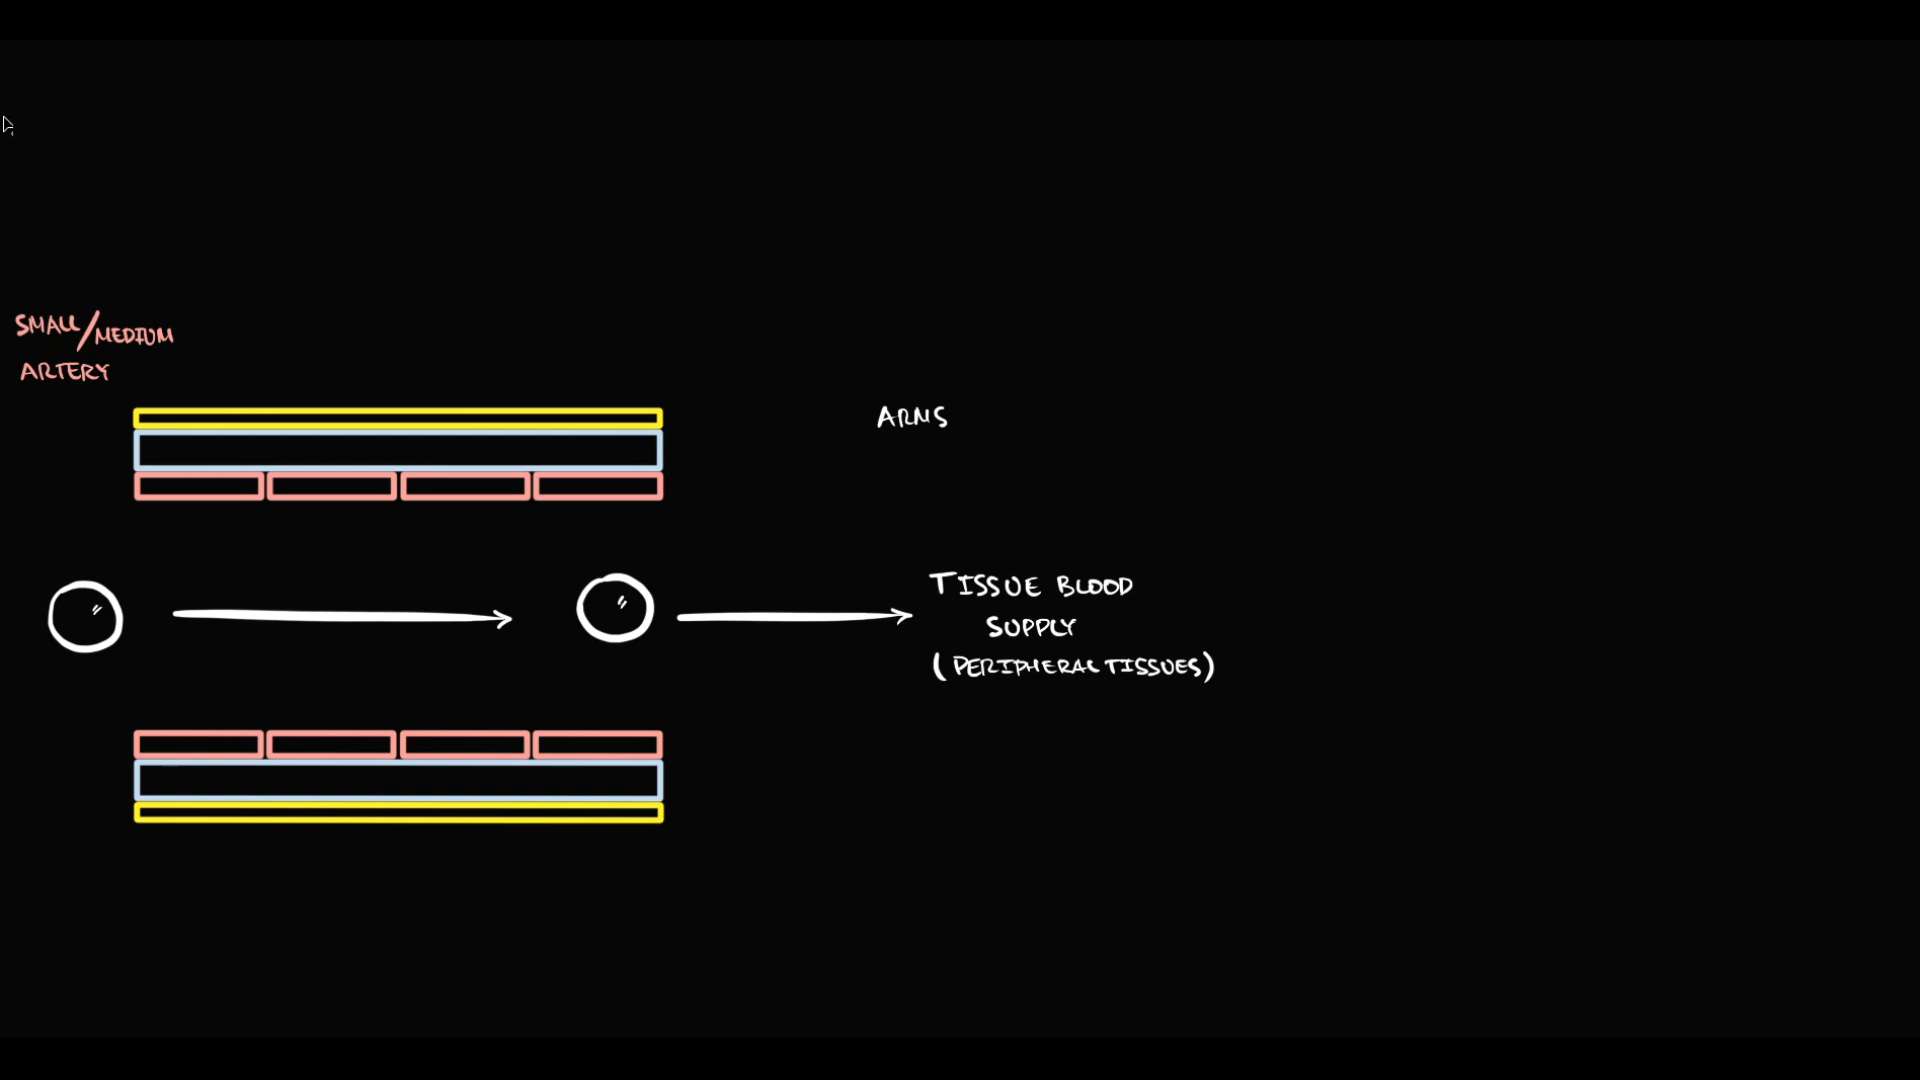 SMALL/MEDIUM
ARTERY
ARMS
TISSUE BLOOD
SUPPLY
(PERIPHERAL TISSUES)